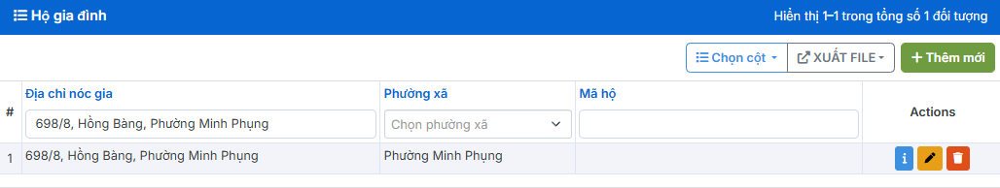 Hộ gia đình
Hiển thị 1–1 trong tổng số 1 đối tượng
Chọn cột
XUẤT FILE
Thêm mới
# Địa chỉ nóc gia Phường xã Mã hộ Actions
698/8, Hồng Bàng, Phường Minh Phụng Chọn phường xã
1 698/8, Hồng Bàng, Phường Minh Phụng Phường Minh Phụng